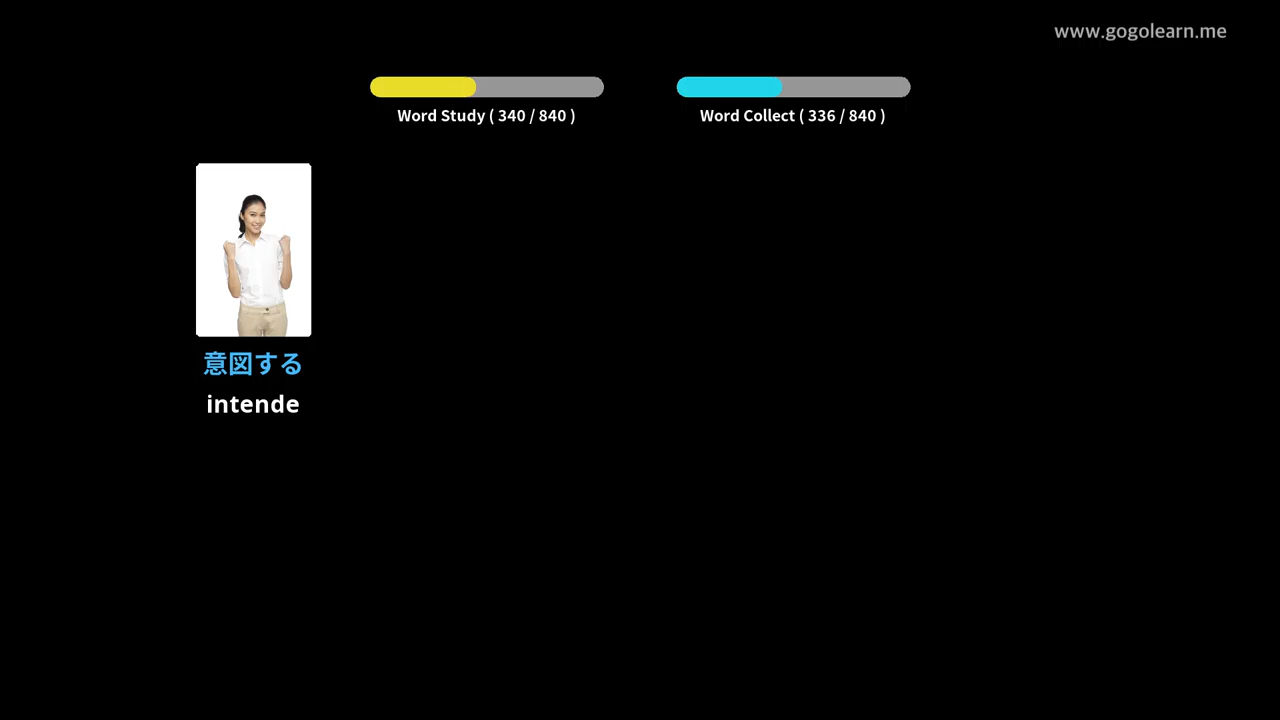 www.gogolearn.me
Word Study ( 340 / 840 )
Word Collect ( 336 / 840 )
意図する
intende